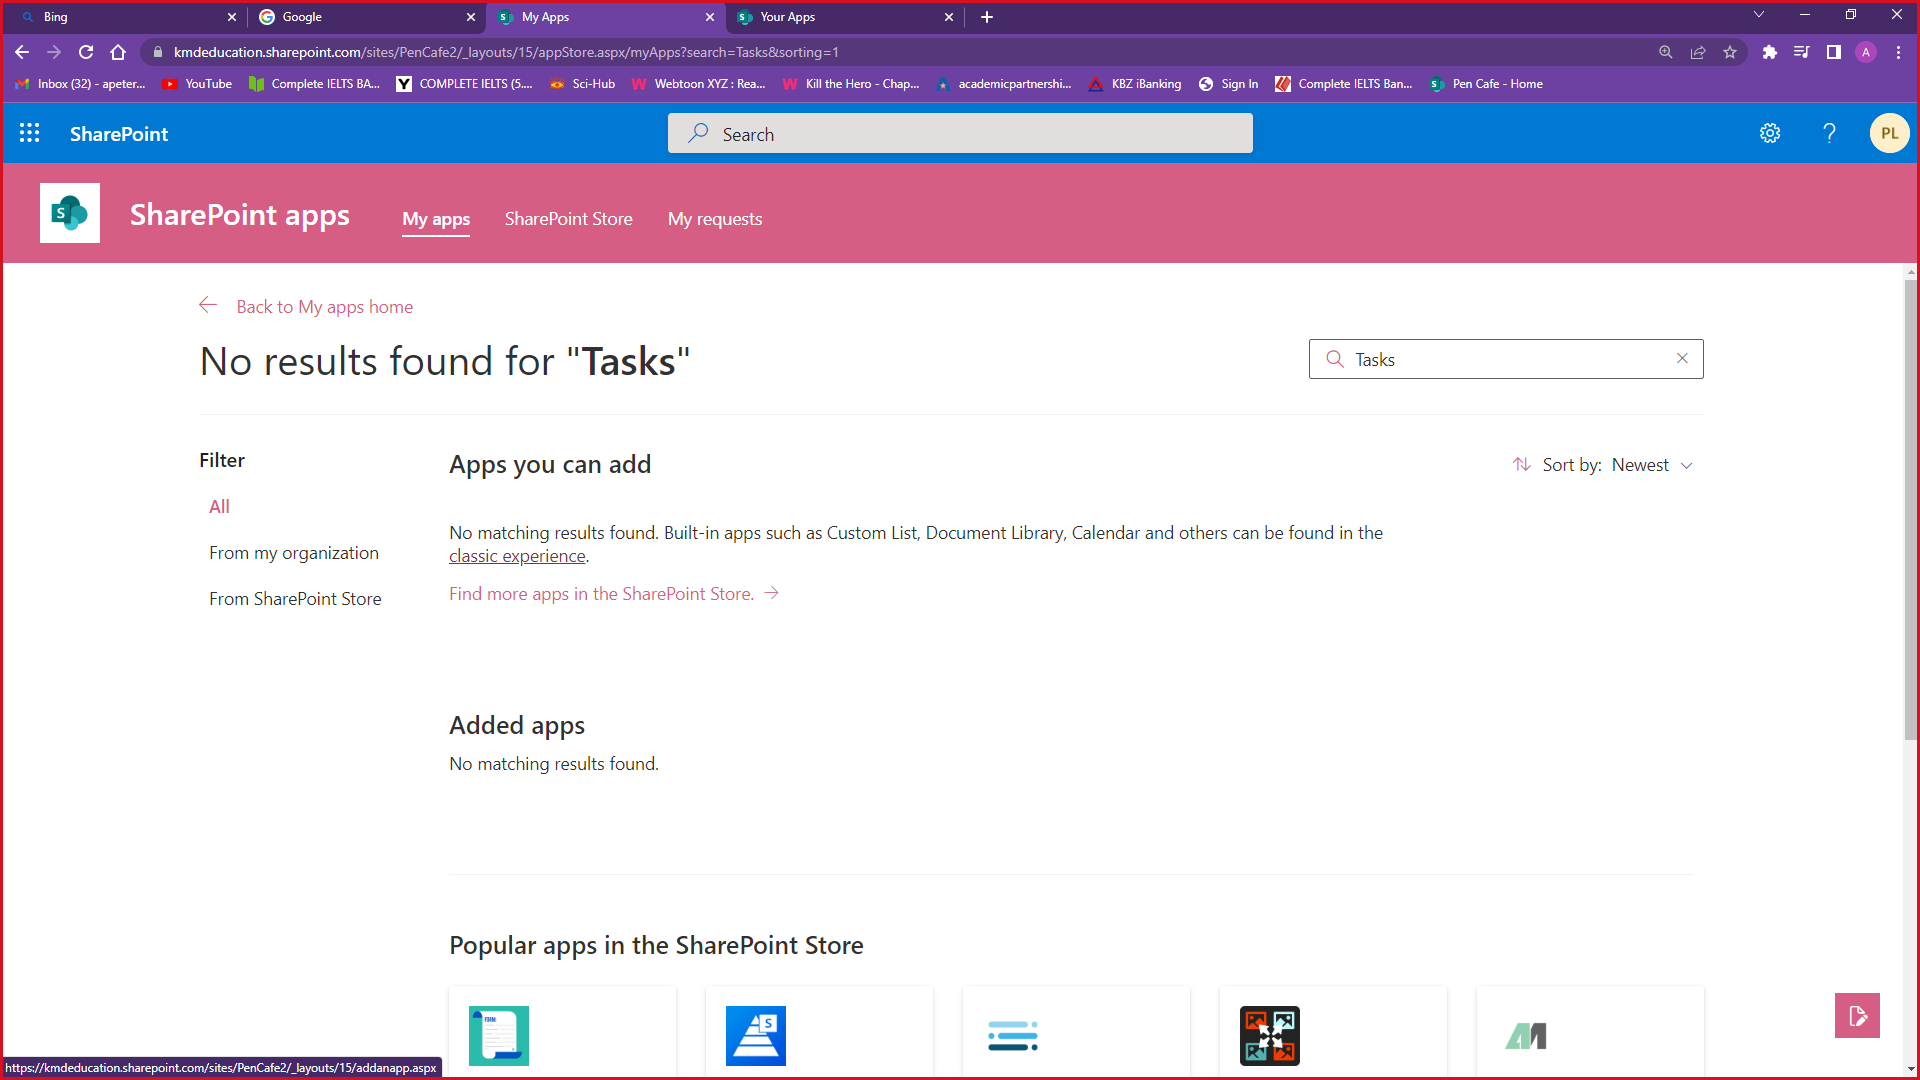 Bing
Google
My Apps
Your Apps
kmdeducation.sharepoint.com/sites/PenCafe2/_layouts/15/appStore.aspx/myApps?search=Tasks&sorting=1
A
Inbox (32) - apeter...
YouTube
Complete IELTS BA...
Y
COMPLETE IELTS (5....
Sci-Hub
Webtoon XYZ : Rea...
Kill the Hero - Chap...
academicpartnershi...
KBZ iBanking
Sign In
Complete IELTS Ban...
Pen Cafe - Home
SharePoint
Search
PL
S
SharePoint apps
My apps
SharePoint Store
My requests
Back to My apps home
No results found for "Tasks"
Tasks
Filter
All
From my organization
From SharePoint Store
Apps you can add
Sort by: Newest
No matching results found. Built-in apps such as Custom List, Document Library, Calendar and others can be found in the
classic experience.
Find more apps in the SharePoint Store.
Added apps
No matching results found.
Popular apps in the SharePoint Store
FORM
S
https://kmdeducation.sharepoint.com/sites/PenCafe2/_layouts/15/addanapp.aspx